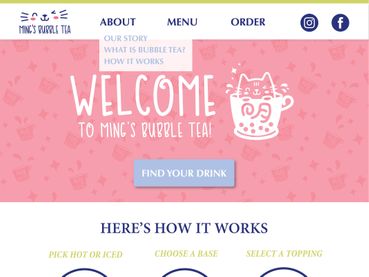 MING'S BUBBLE TEA
ABOUT
MENU
ORDER
OUR STORY
WHAT IS BUBBLE TEA?
HOW IT WORKS
WELCOME
TO MING'S BUBBLE TEA!
明
FIND YOUR DRINK
HERE'S HOW IT WORKS
PICK HOT OR ICED
CHOOSE A BASE
SELECT A TOPPING